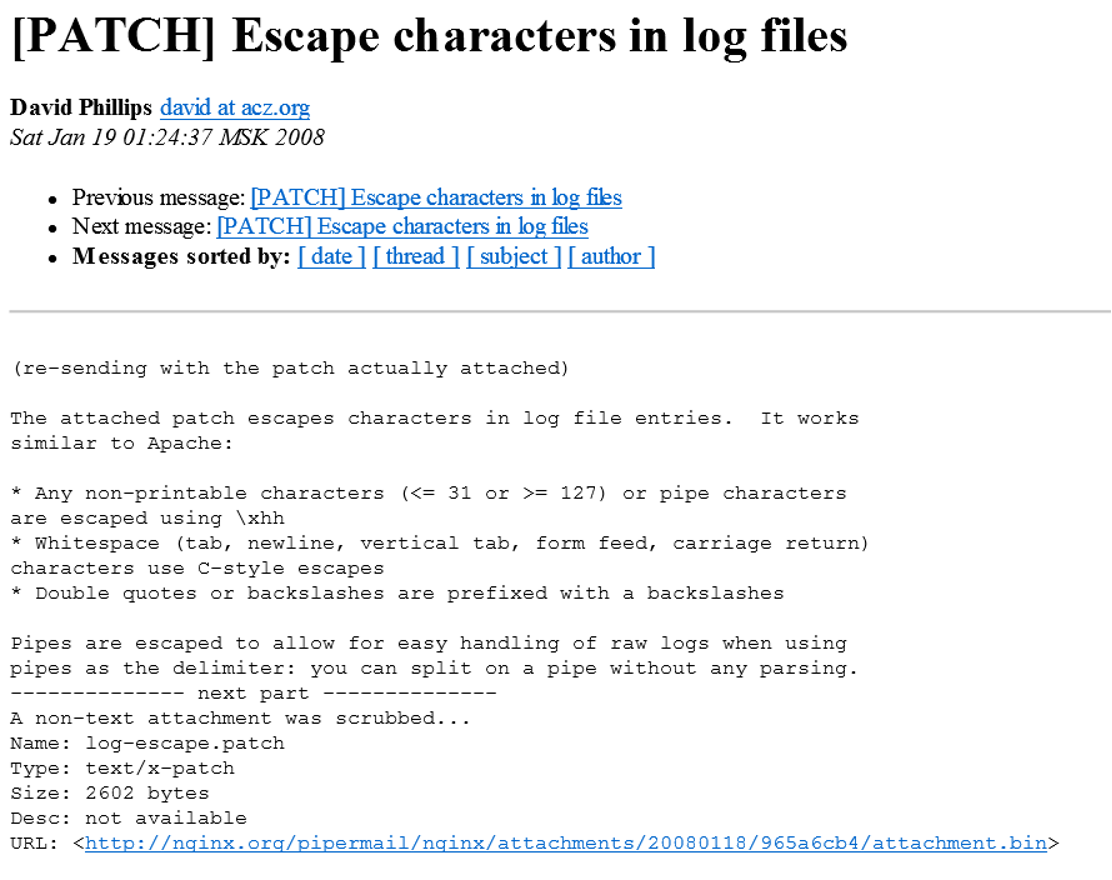 [PATCH] Escape characters in log files
David Phillips david at acz.org
Sat Jan 19 01:24:37 MSK 2008
• Previous message: [PATCH] Escape characters in log files
• Next message: [PATCH] Escape characters in log files
• Messages sorted by: [ date ] [ thread ] [ subject ] [ author ]
(re-sending with the patch actually attached)
The attached patch escapes characters in log file entries.  It works
similar to Apache:
* Any non-printable characters (<= 31 or >= 127) or pipe characters
are escaped using \xhh
* Whitespace (tab, newline, vertical tab, form feed, carriage return)
characters use C-style escapes
* Double quotes or backslashes are prefixed with a backslashes
Pipes are escaped to allow for easy handling of raw logs when using
pipes as the delimiter: you can split on a pipe without any parsing.
-------------- next part --------------
A non-text attachment was scrubbed...
Name: log-escape.patch
Type: text/x-patch
Size: 2602 bytes
Desc: not available
URL: <http://nginx.org/pipermail/nginx/attachments/20080118/965a6cb4/attachment.bin>